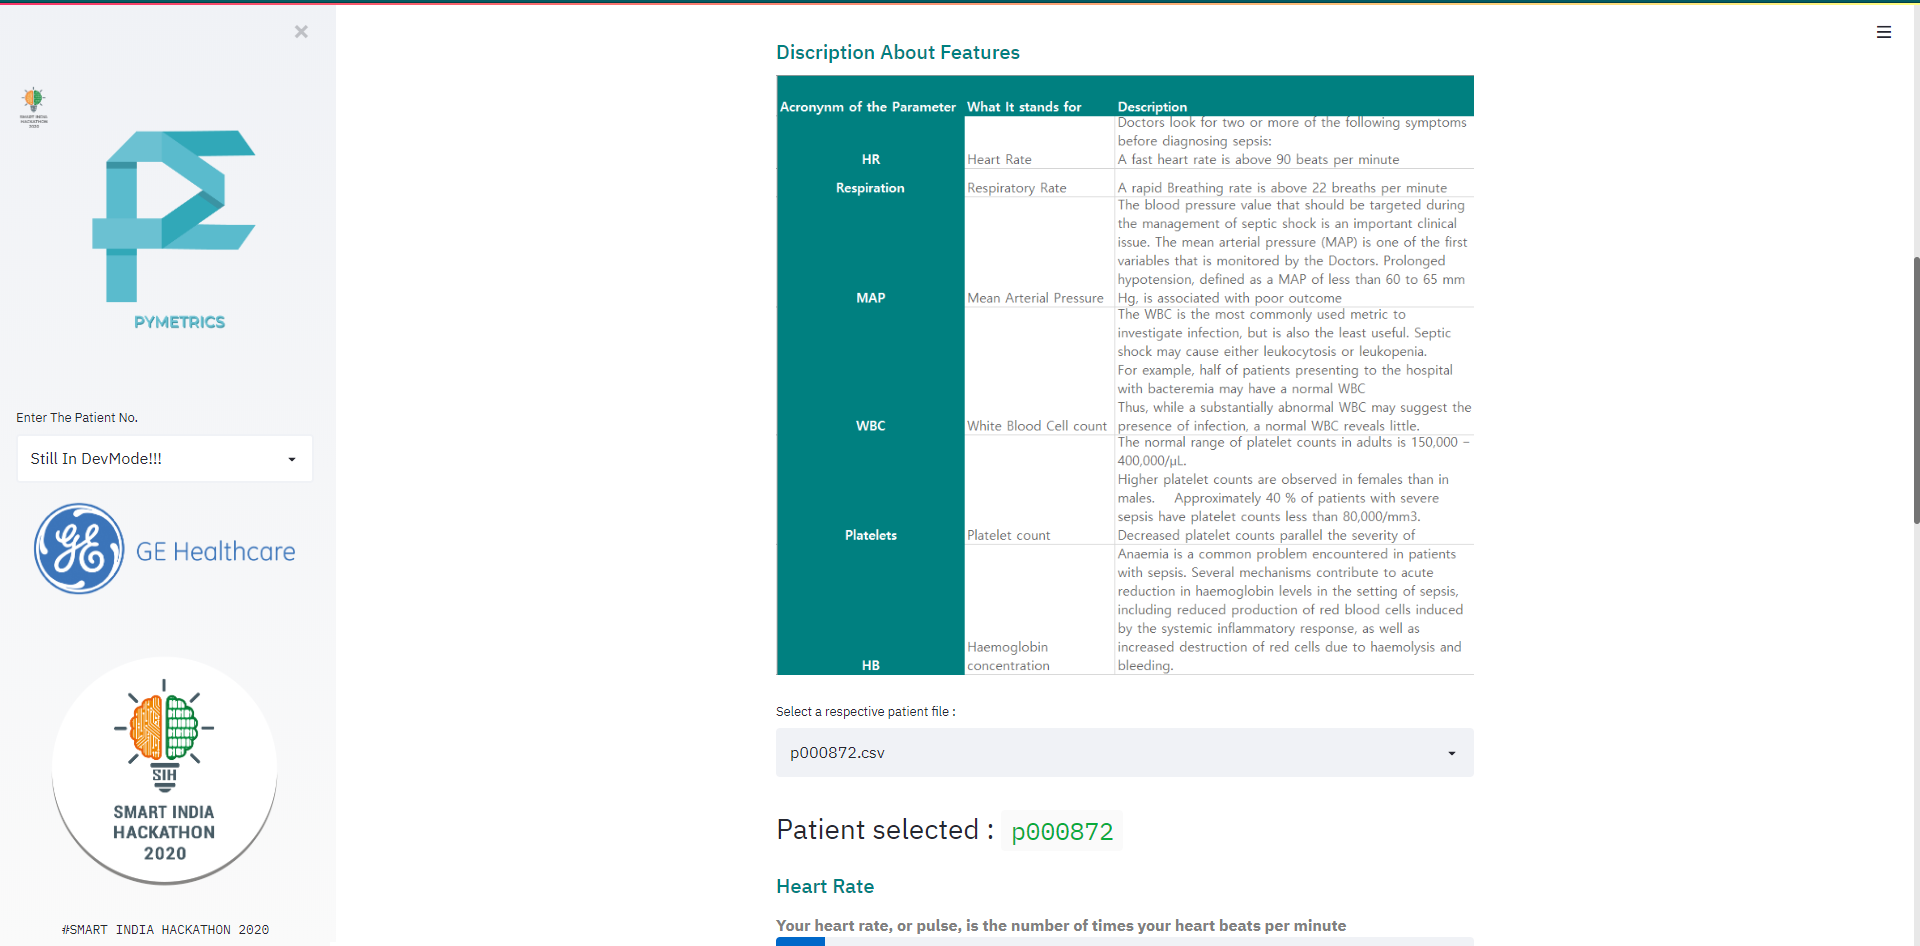 ×
SMART INDIA
HACKATHON
2020
PYMETRICS
Enter The Patient No.
Still In DevMode!!!
GE GE Healthcare
SIH
SMART INDIA
HACKATHON
2020
#SMART INDIA HACKATHON 2020
Discription About Features
Acronynm of the Parameter What It stands for Description
Doctors look for two or more of the following symptoms
before diagnosing sepsis:
HR Heart Rate A fast heart rate is above 90 beats per minute
Respiration Respiratory Rate A rapid Breathing rate is above 22 breaths per minute
The blood pressure value that should be targeted during
the management of septic shock is an important clinical
issue. The mean arterial pressure (MAP) is one of the first
variables that is monitored by the Doctors. Prolonged
hypotension, defined as a MAP of less than 60 to 65 mm
MAP Mean Arterial Pressure Hg, is associated with poor outcome
The WBC is the most commonly used metric to
investigate infection, but is also the least useful. Septic
shock may cause either leukocytosis or leukopenia.
For example, half of patients presenting to the hospital
with bacteremia may have a normal WBC
Thus, while a substantially abnormal WBC may suggest the
WBC White Blood Cell count presence of infection, a normal WBC reveals little.
The normal range of platelet counts in adults is 150,000 –
400,000/μL.
Higher platelet counts are observed in females than in
males. Approximately 40 % of patients with severe
sepsis have platelet counts less than 80,000/mm3.
Platelets Platelet count Decreased platelet counts parallel the severity of
Anaemia is a common problem encountered in patients
with sepsis. Several mechanisms contribute to acute
reduction in haemoglobin levels in the setting of sepsis,
including reduced production of red blood cells induced
by the systemic inflammatory response, as well as
Haemoglobin increased destruction of red cells due to haemolysis and
HB concentration bleeding.
Select a respective patient file :
p000872.csv
Patient selected : p000872
Heart Rate
Your heart rate, or pulse, is the number of times your heart beats per minute